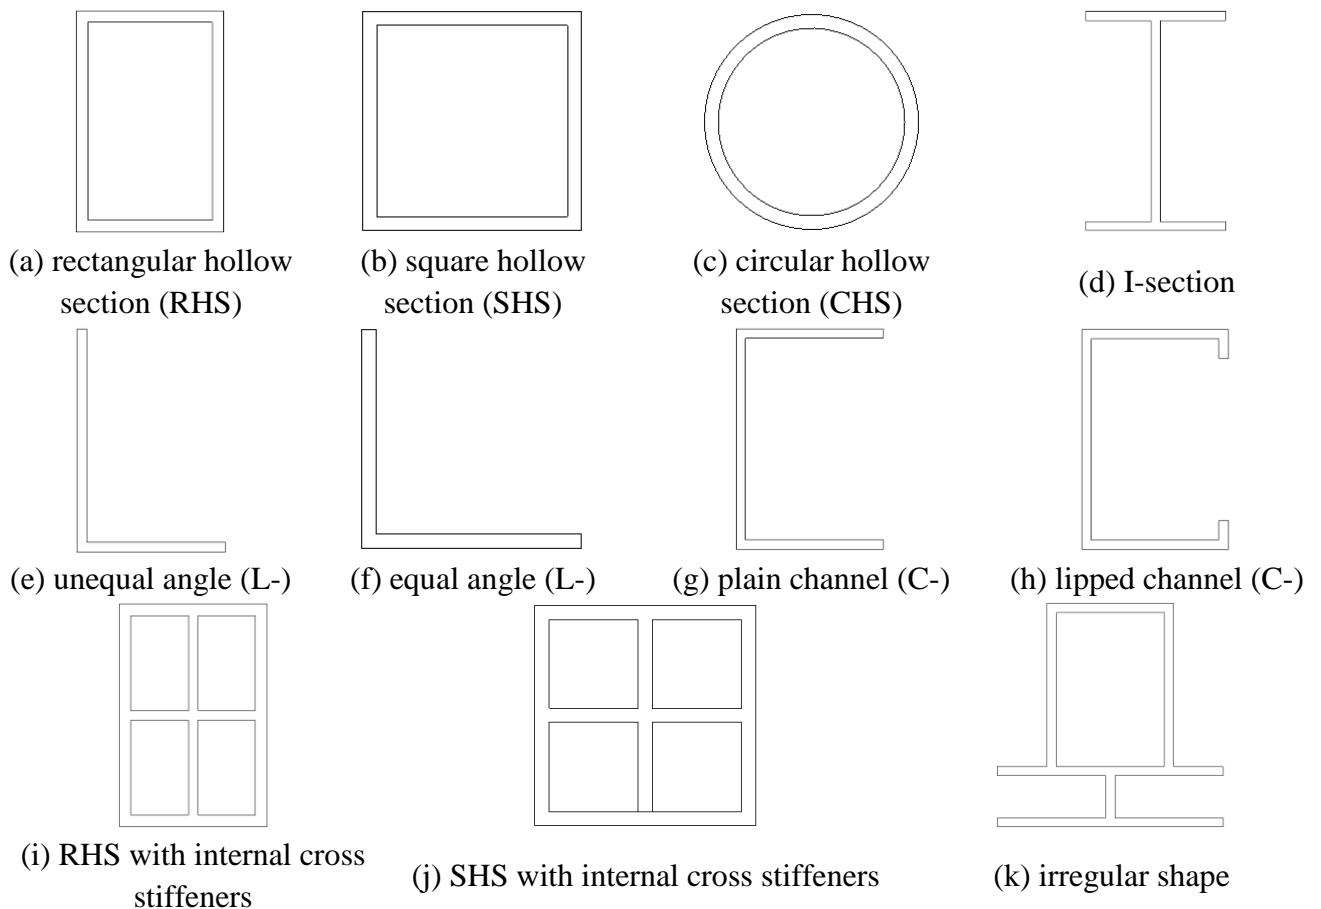 (a) rectangular hollow
section (RHS)
(b) square hollow
section (SHS)
(c) circular hollow
section (CHS)
(d) I-section
(e) unequal angle (L-)
(f) equal angle (L-)
(g) plain channel (C-)
(h) lipped channel (C-)
(i) RHS with internal cross
stiffeners
(j) SHS with internal cross stiffeners
(k) irregular shape